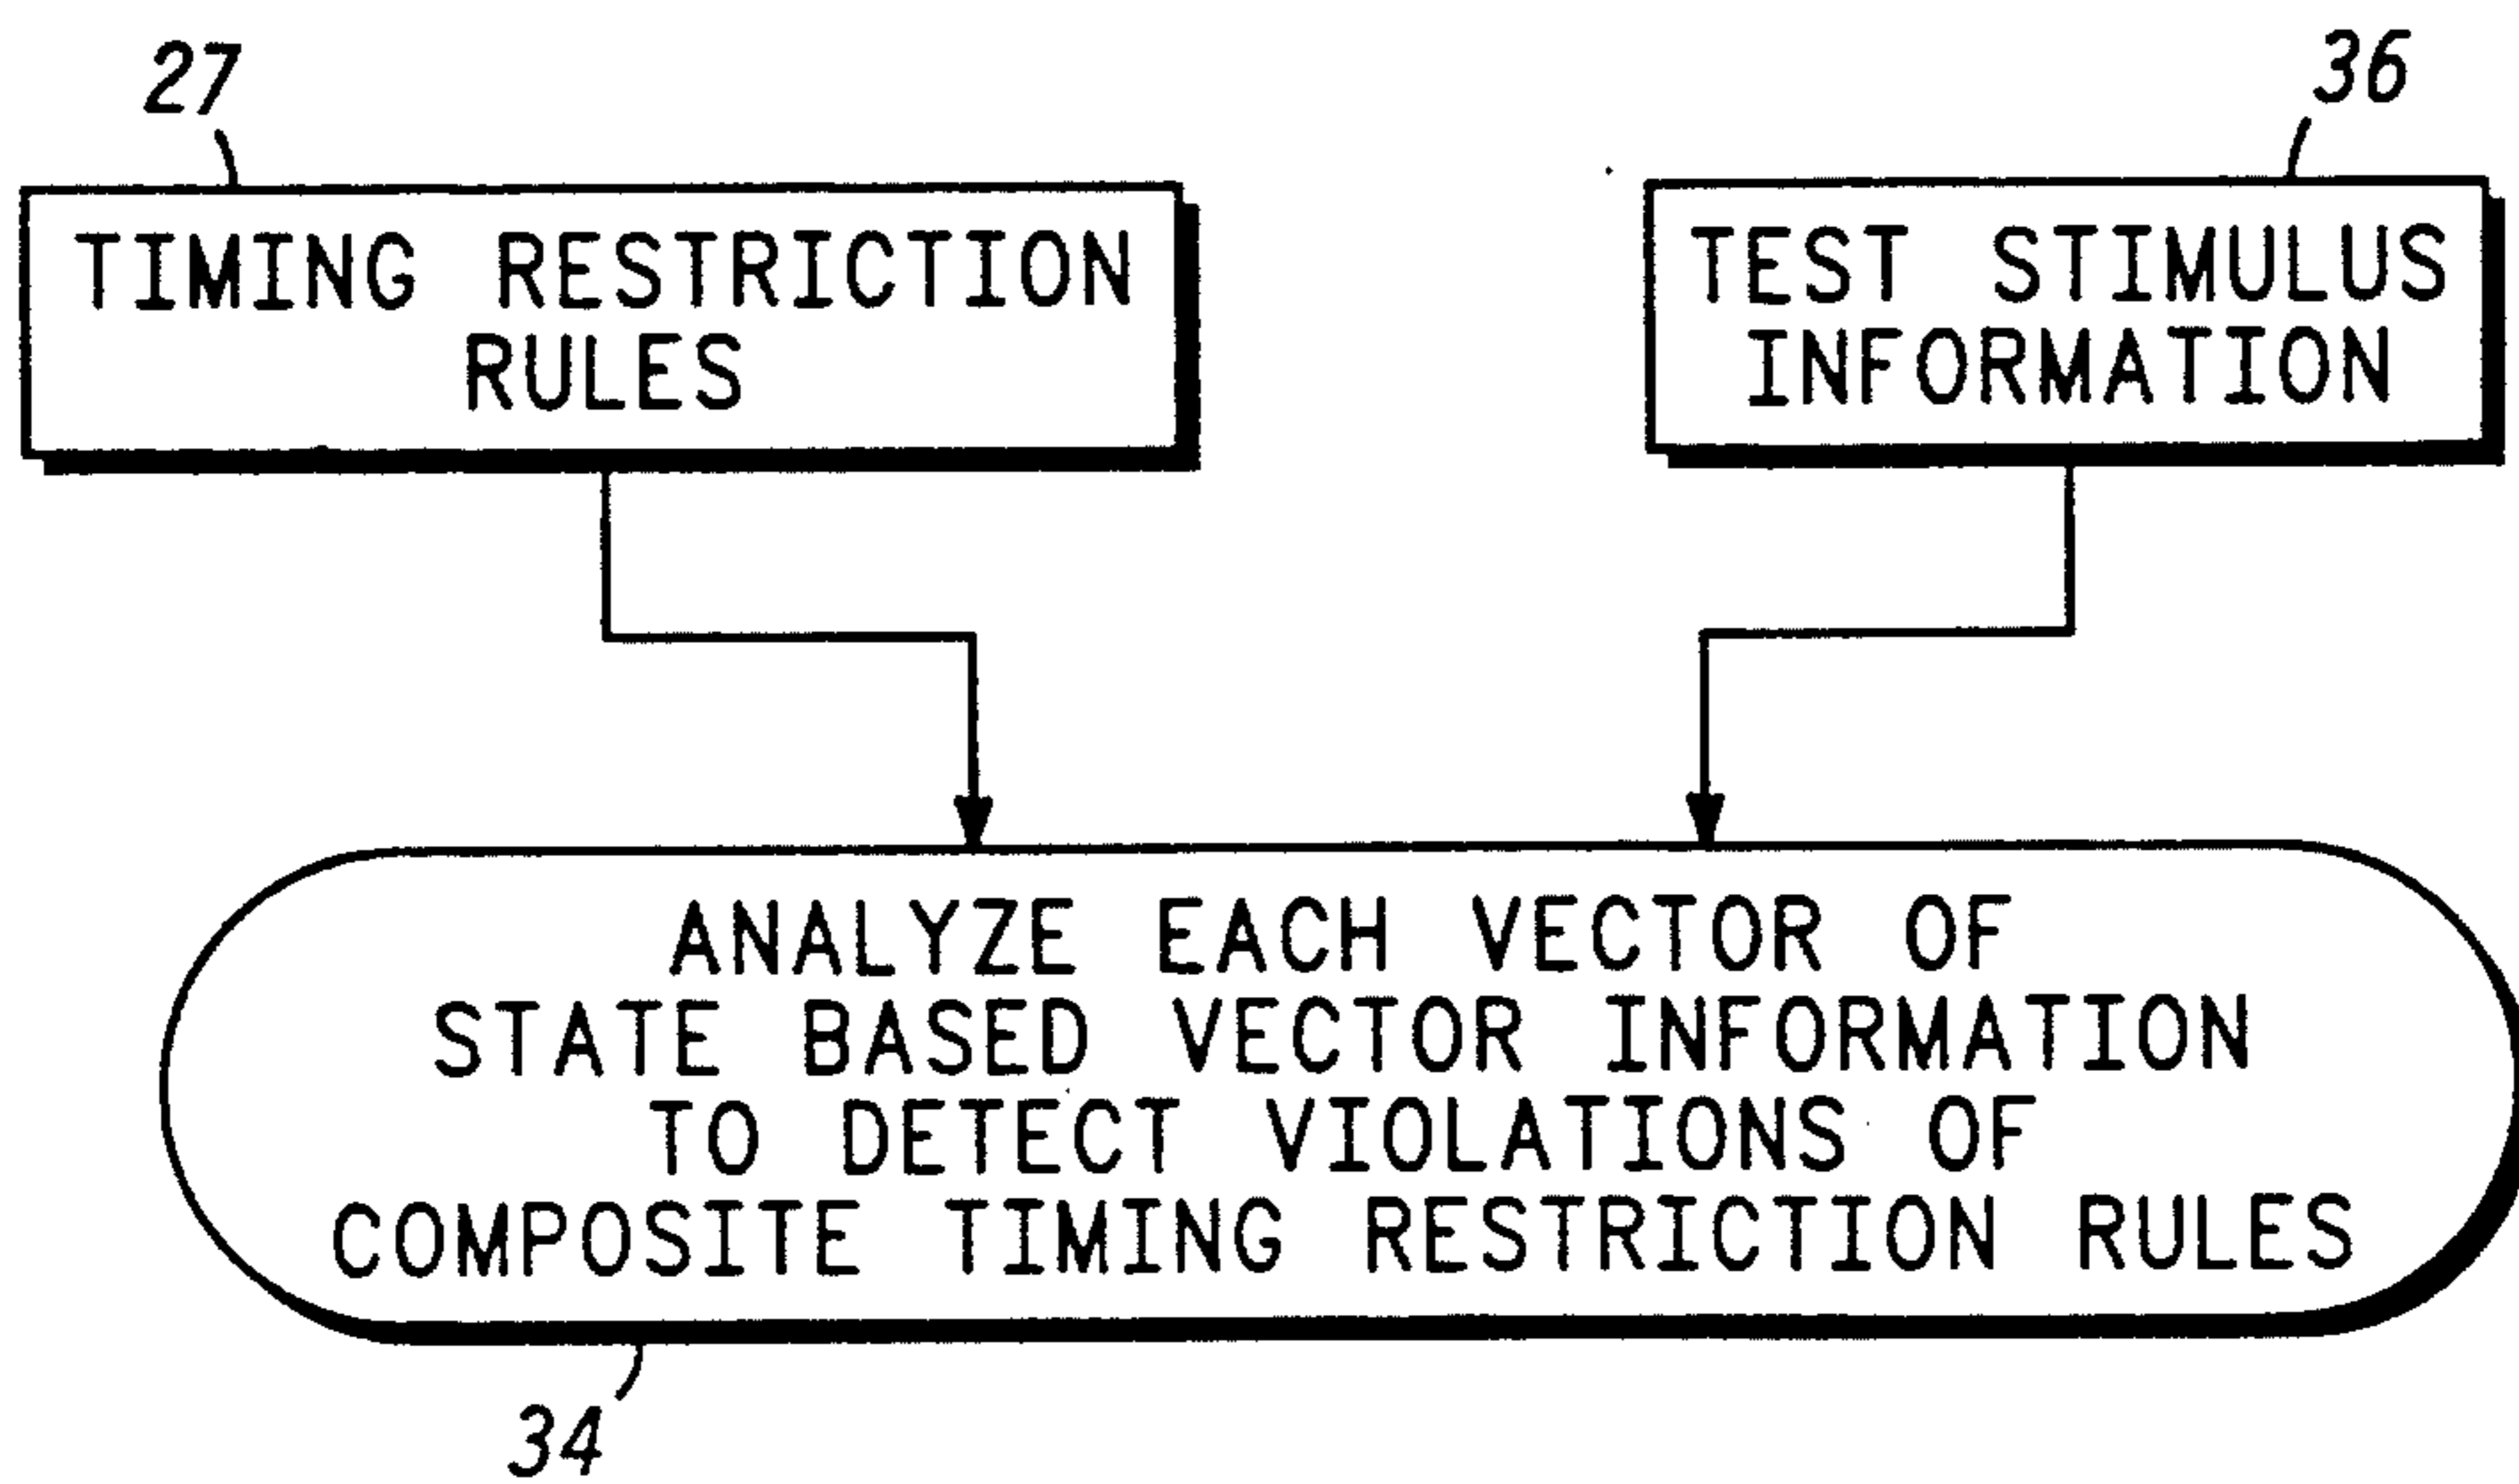 27
36
TIMING RESTRICTION
RULES
TEST STIMULUS
INFORMATION
ANALYZE EACH VECTOR OF
STATE BASED VECTOR INFORMATION
TO DETECT VIOLATIONS OF
COMPOSITE TIMING RESTRICTION RULES
34